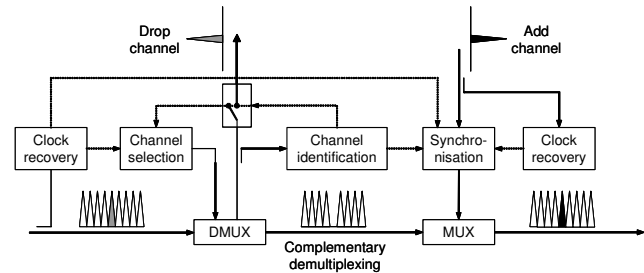 Drop
channel
Add
channel
Clock
recovery
Channel
selection
Channel
identification
Synchro-
nisation
Clock
recovery
DMUX
MUX
Complementary
demultiplexing